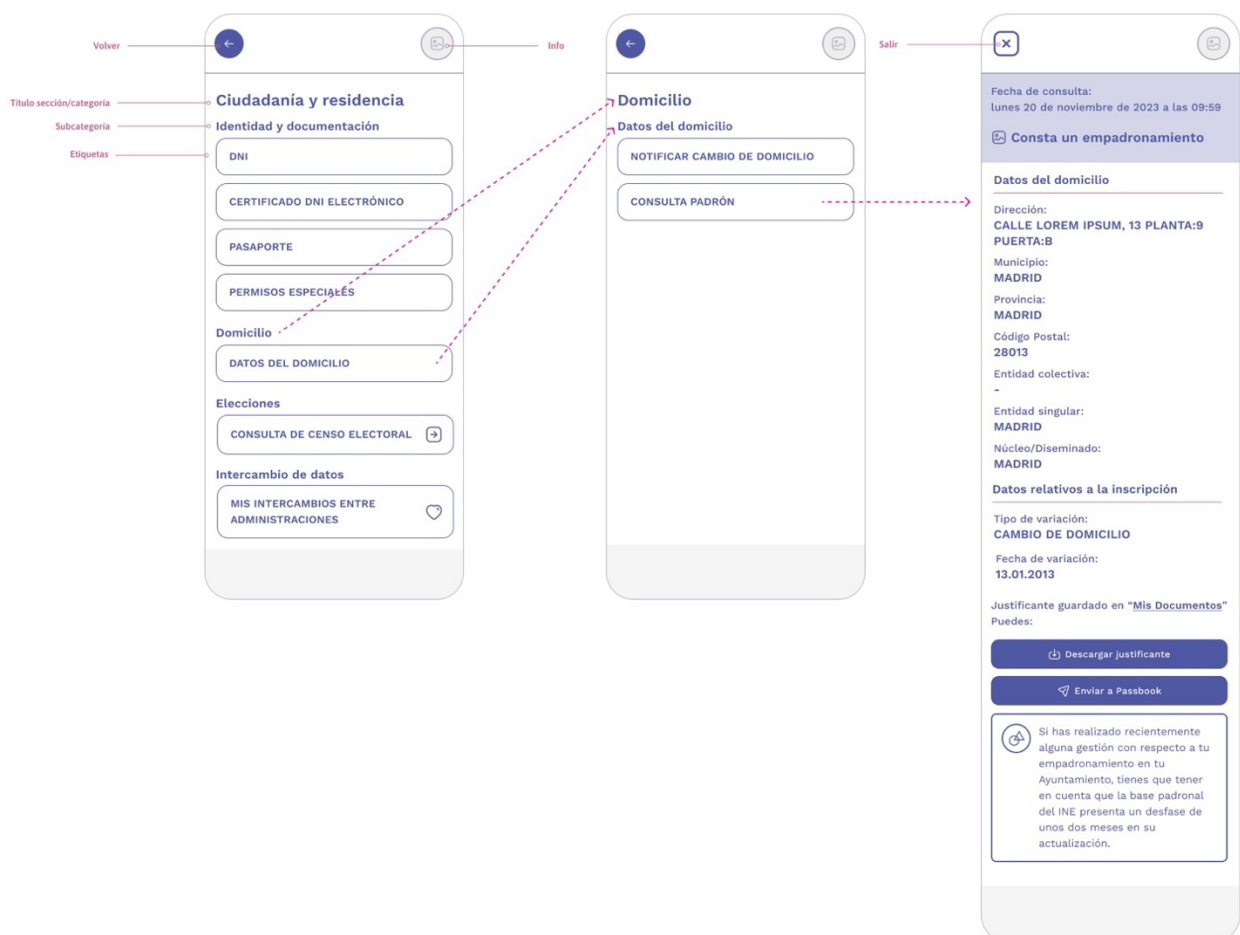 Volver
Info
Título sección/categoría
Subcategoría
Etiquetas
Ciudadanía y residencia
Identidad y documentación
DNI
CERTIFICADO DNI ELECTRÓNICO
PASAPORTE
PERMISOS ESPECIALES
Domicilio
DATOS DEL DOMICILIO
Elecciones
CONSULTA DE CENSO ELECTORAL
Intercambio de datos
MIS INTERCAMBIOS ENTRE
ADMINISTRACIONES
Domicilio
Datos del domicilio
NOTIFICAR CAMBIO DE DOMICILIO
CONSULTA PADRÓN
Salir
Fecha de consulta:
lunes 20 de noviembre de 2023 a las 09:59
Consta un empadronamiento
Datos del domicilio
Dirección:
CALLE LOREM IPSUM, 13 PLANTA:9
PUERTA:B
Municipio:
MADRID
Provincia:
MADRID
Código Postal:
28013
Entidad colectiva:
-
Entidad singular:
MADRID
Núcleo/Diseminado:
MADRID
Datos relativos a la inscripción
Tipo de variación:
CAMBIO DE DOMICILIO
Fecha de variación:
13.01.2013
Justificante guardado en “Mis Documentos”
Puedes:
Descargar justificante
Enviar a Passbook
Si has realizado recientemente
alguna gestión con respecto a tu
empadronamiento en tu
Ayuntamiento, tienes que tener
en cuenta que la base padronal
del INE presenta un desfase de
unos dos meses en su
actualización.